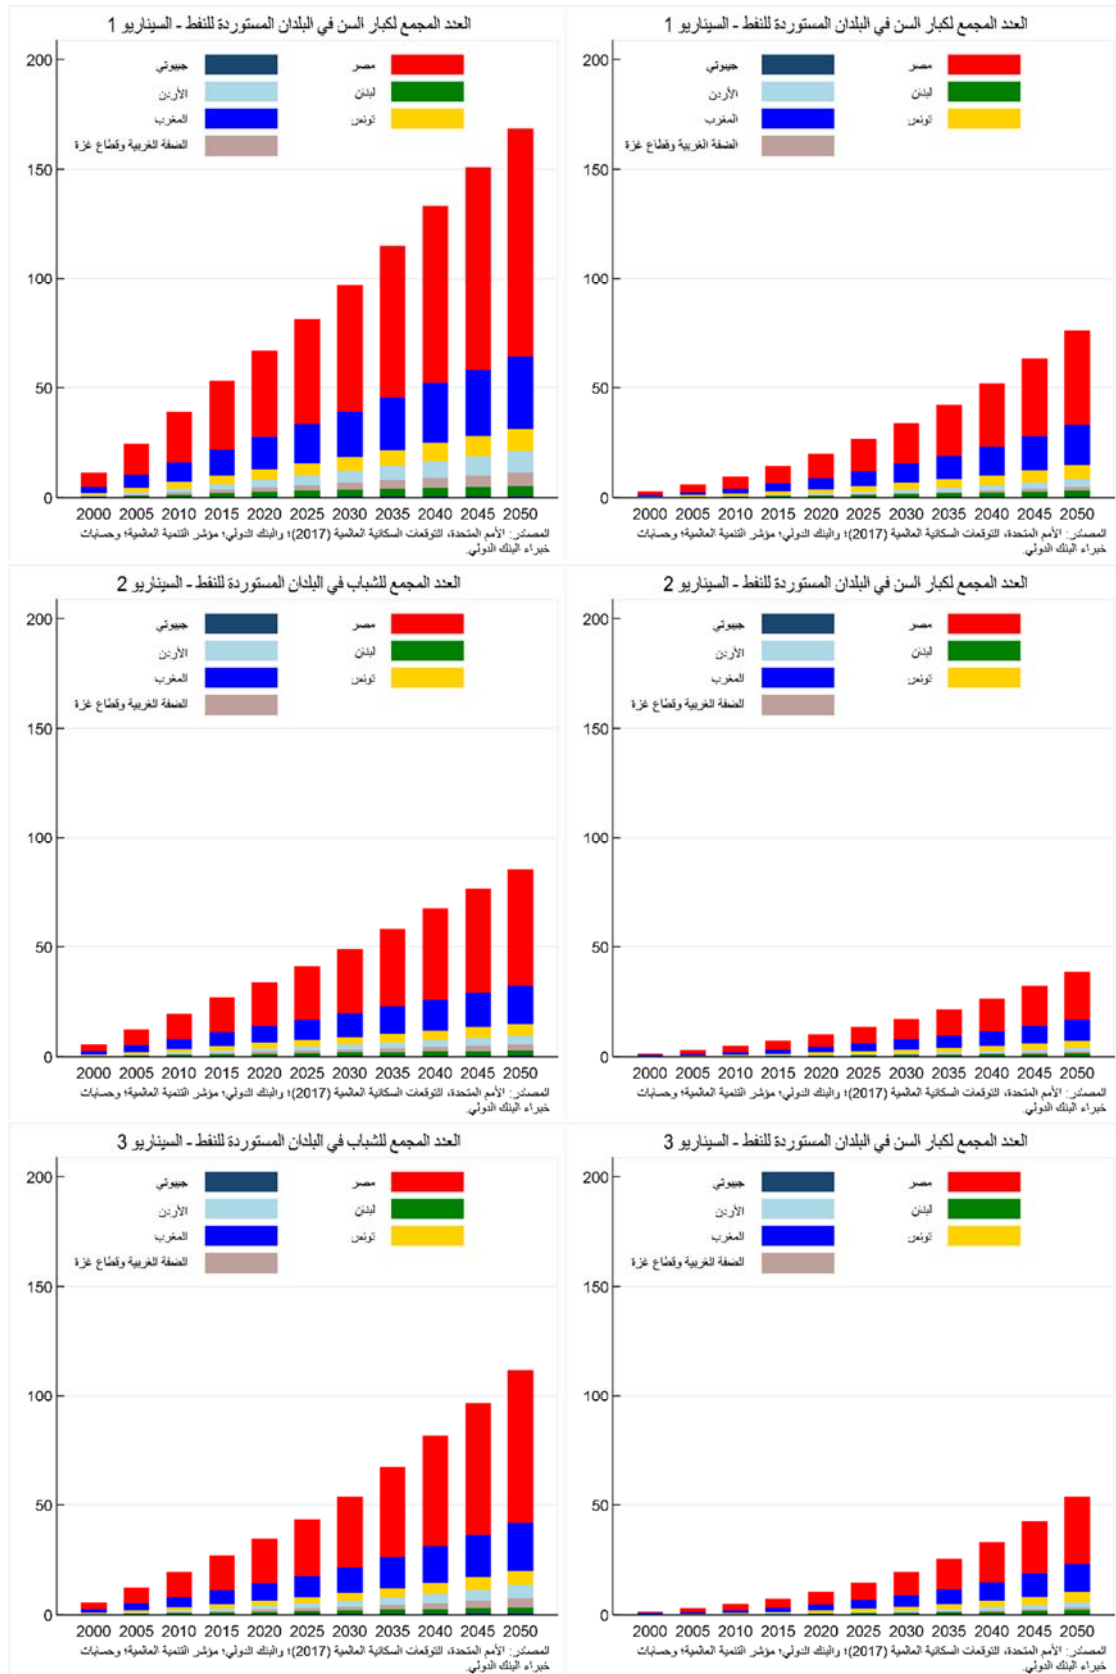 العدد المجمع لكبار السن في البلدان المستوردة للنفط - السيناريو 1
200
150
100
50
0
مصر
جيبوتي
لبنان
الأردن
تونس
المغرب
الضفة الغربية وقطاع غزة
2000 2005 2010 2015 2020 2025 2030 2035 2040 2045 2050
المصادر: الأمم المتحدة، التوقعات السكانية العالمية (2017)؛ والبنك الدولي؛ مؤشر التنمية العالمية؛ وحسابات
خبراء البنك الدولي.
العدد المجمع لكبار السن في البلدان المستوردة للنفط - السيناريو 1
200
150
100
50
0
مصر
جيبوتي
لبنان
الأردن
تونس
المغرب
الضفة الغربية وقطاع غزة
2000 2005 2010 2015 2020 2025 2030 2035 2040 2045 2050
المصادر: الأمم المتحدة، التوقعات السكانية العالمية (2017)؛ والبنك الدولي؛ مؤشر التنمية العالمية؛ وحسابات
خبراء البنك الدولي.
العدد المجمع لكبار السن في البلدان المستوردة للنفط - السيناريو 2
200
150
100
50
0
مصر
جيبوتي
لبنان
الأردن
تونس
المغرب
الضفة الغربية وقطاع غزة
2000 2005 2010 2015 2020 2025 2030 2035 2040 2045 2050
المصادر: الأمم المتحدة، التوقعات السكانية العالمية (2017)؛ والبنك الدولي؛ مؤشر التنمية العالمية؛ وحسابات
خبراء البنك الدولي.
العدد المجمع للشباب في البلدان المستوردة للنفط - السيناريو 2
200
150
100
50
0
مصر
جيبوتي
لبنان
الأردن
تونس
المغرب
الضفة الغربية وقطاع غزة
2000 2005 2010 2015 2020 2025 2030 2035 2040 2045 2050
المصادر: الأمم المتحدة، التوقعات السكانية العالمية (2017)؛ والبنك الدولي؛ مؤشر التنمية العالمية؛ وحسابات
خبراء البنك الدولي.
العدد المجمع لكبار السن في البلدان المستوردة للنفط - السيناريو 3
200
150
100
50
0
مصر
جيبوتي
لبنان
الأردن
تونس
المغرب
الضفة الغربية وقطاع غزة
2000 2005 2010 2015 2020 2025 2030 2035 2040 2045 2050
المصادر: الأمم المتحدة، التوقعات السكانية العالمية (2017)؛ والبنك الدولي؛ مؤشر التنمية العالمية؛ وحسابات
خبراء البنك الدولي.
العدد المجمع للشباب في البلدان المستوردة للنفط - السيناريو 3
200
150
100
50
0
مصر
جيبوتي
لبنان
الأردن
تونس
المغرب
الضفة الغربية وقطاع غزة
2000 2005 2010 2015 2020 2025 2030 2035 2040 2045 2050
المصادر: الأمم المتحدة، التوقعات السكانية العالمية (2017)؛ والبنك الدولي؛ مؤشر التنمية العالمية؛ وحسابات
خبراء البنك الدولي.